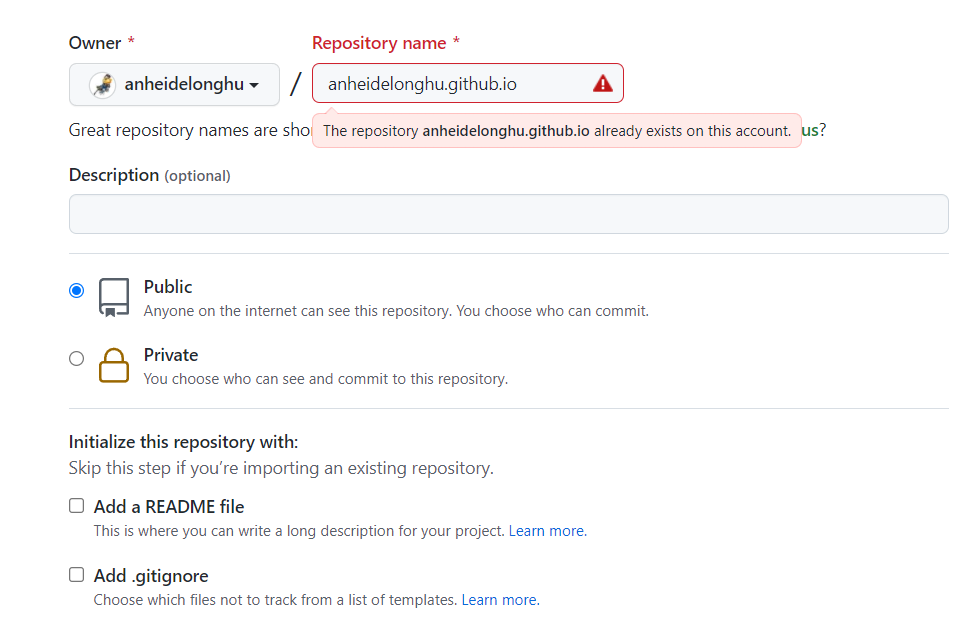 Owner *
Repository name *
anheidelonghu / anheidelonghu.github.io
The repository anheidelonghu.github.io already exists on this account.
Great repository names are sho us?
Description (optional)
Public
Anyone on the internet can see this repository. You choose who can commit.
Private
You choose who can see and commit to this repository.
Initialize this repository with:
Skip this step if you're importing an existing repository.
Add a README file
This is where you can write a long description for your project. Learn more.
Add .gitignore
Choose which files not to track from a list of templates. Learn more.